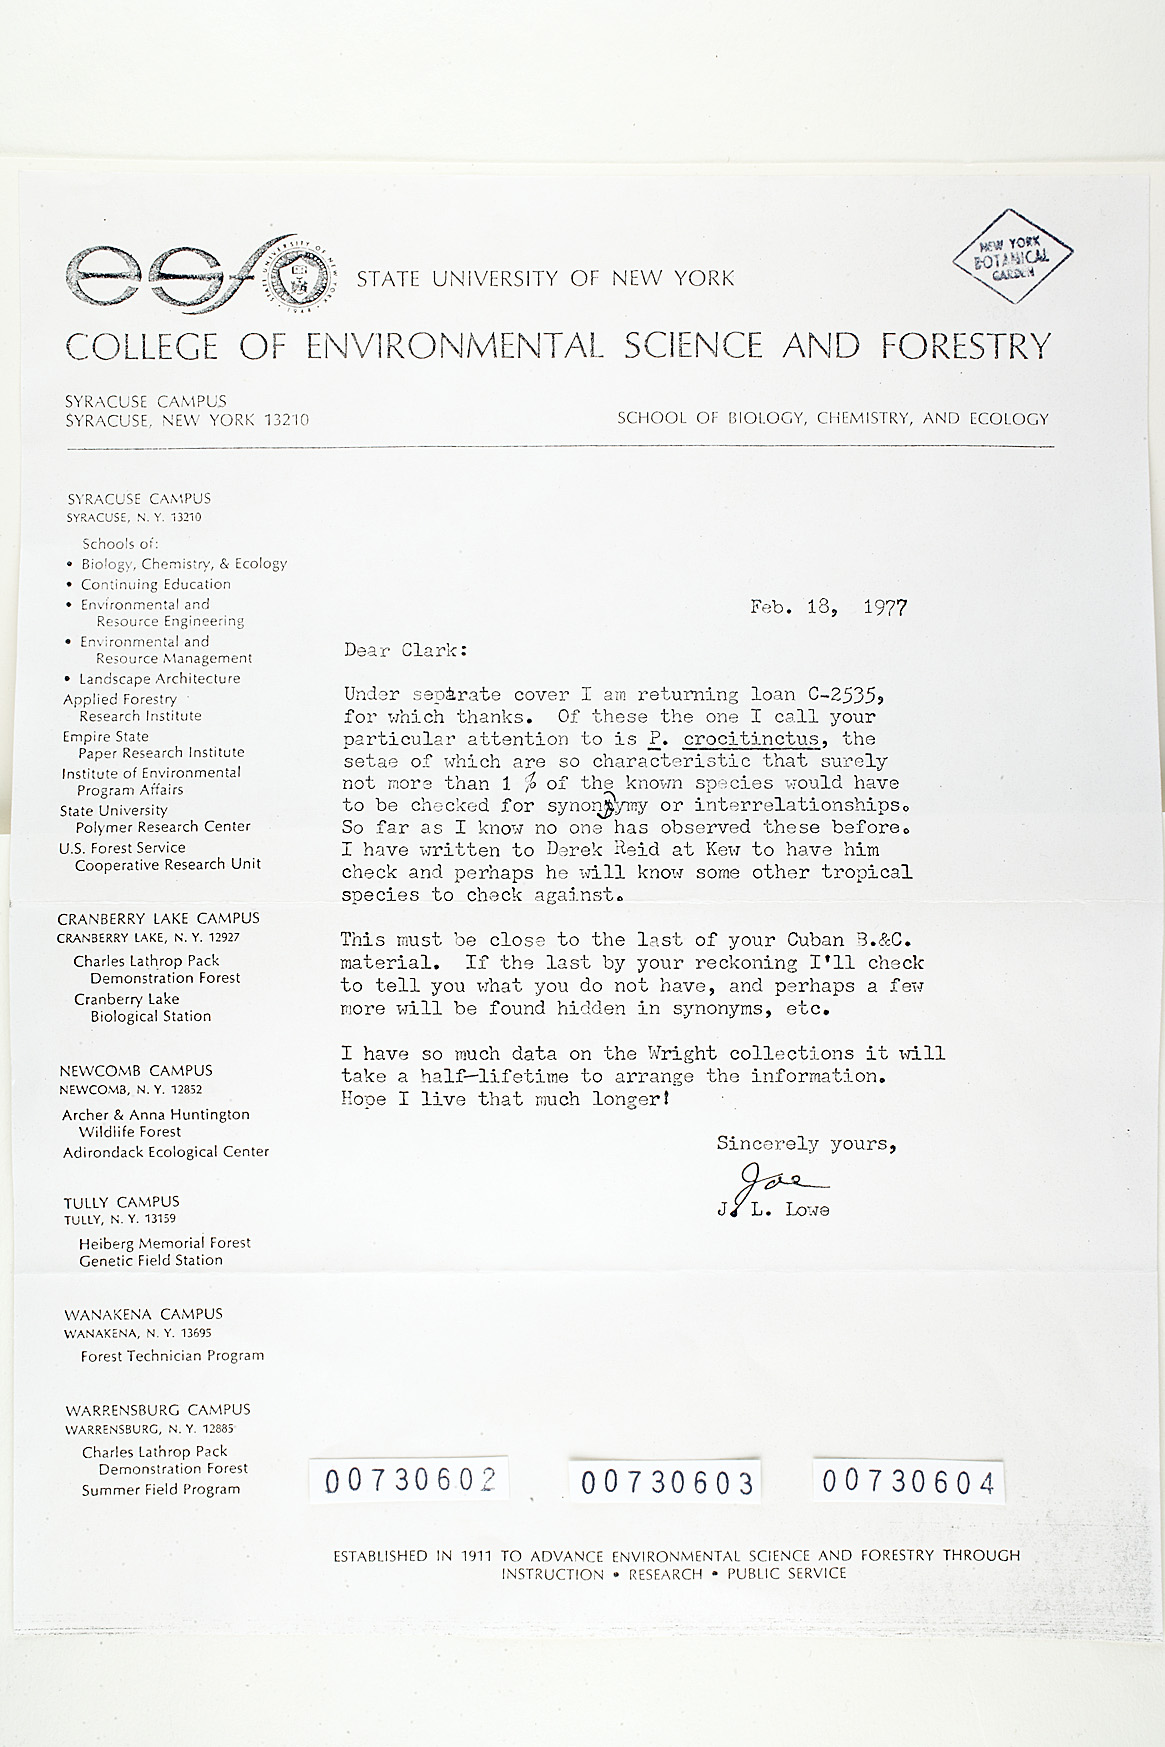 esf STATE UNIVERSITY OF NEW YORK
NEW YORK
BOTANICAL
GARDEN
COLLEGE OF ENVIRONMENTAL SCIENCE AND FORESTRY
SYRACUSE CAMPUS
SYRACUSE, NEW YORK 13210
SCHOOL OF BIOLOGY, CHEMISTRY, AND ECOLOGY
SYRACUSE CAMPUS
SYRACUSE, N. Y. 13210
Schools of:
• Biology, Chemistry, & Ecology
• Continuing Education
• Environmental and
Resource Engineering
• Environmental and
Resource Management
• Landscape Architecture
Applied Forestry
Research Institute
Empire State
Paper Research Institute
Institute of Environmental
Program Affairs
State University
Polymer Research Center
U.S. Forest Service
Cooperative Research Unit
CRANBERRY LAKE CAMPUS
CRANBERRY LAKE, N. Y. 12927
Charles Lathrop Pack
Demonstration Forest
Cranberry Lake
Biological Station
NEWCOMB CAMPUS
NEWCOMB, N. Y. 12852
Archer & Anna Huntington
Wildlife Forest
Adirondack Ecological Center
TULLY CAMPUS
TULLY, N. Y. 13159
Heiberg Memorial Forest
Genetic Field Station
WANAKENA CAMPUS
WANAKENA, N. Y. 13695
Forest Technician Program
WARRENSBURG CAMPUS
WARRENSBURG, N. Y. 12885
Charles Lathrop Pack
Demonstration Forest
Summer Field Program
Feb. 18, 1977
Dear Clark:
Under separate cover I am returning loan C-2535,
for which thanks. Of these the one I call your
particular attention to is P. crocitinctus, the
setae of which are so characteristic that surely
not more than 1 % of the known species would have
to be checked for synonymy or interrelationships.
So far as I know no one has observed these before.
I have written to Derek Reid at Kew to have him
check and perhaps he will know some other tropical
species to check against.
This must be close to the last of your Cuban B.&C.
material. If the last by your reckoning I'll check
to tell you what you do not have, and perhaps a few
more will be found hidden in synonyms, etc.
I have so much data on the Wright collections it will
take a half-lifetime to arrange the information.
Hope I live that much longer!
Sincerely yours,
Joe
J. L. Lowe
00730602 00730603 00730604
ESTABLISHED IN 1911 TO ADVANCE ENVIRONMENTAL SCIENCE AND FORESTRY THROUGH
INSTRUCTION • RESEARCH • PUBLIC SERVICE